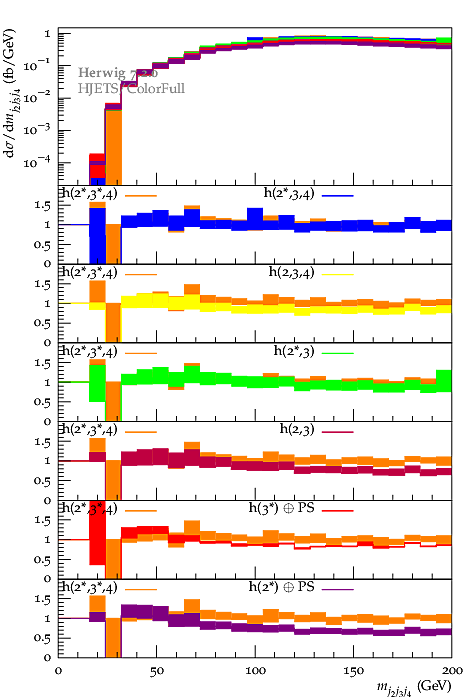 dσ/dm_{j2j3j4} (fb/GeV)
1
10^{-1}
10^{-2}
10^{-3}
10^{-4}
Herwig 7.2.0
HJETS, ColorFull
h(2*,3*,4) h(2*,3,4)
1.5
1
0.5
0
h(2*,3*,4) h(2,3,4)
1.5
1
0.5
0
h(2*,3*,4) h(2*,3)
1.5
1
0.5
0
h(2*,3*,4) h(2,3)
1.5
1
0.5
0
h(2*,3*,4) h(3*) ⊕ PS
1.5
1
0.5
0
h(2*,3*,4) h(2*) ⊕ PS
1.5
1
0.5
0
0 50 100 150 200
m_{j2j3j4} (GeV)